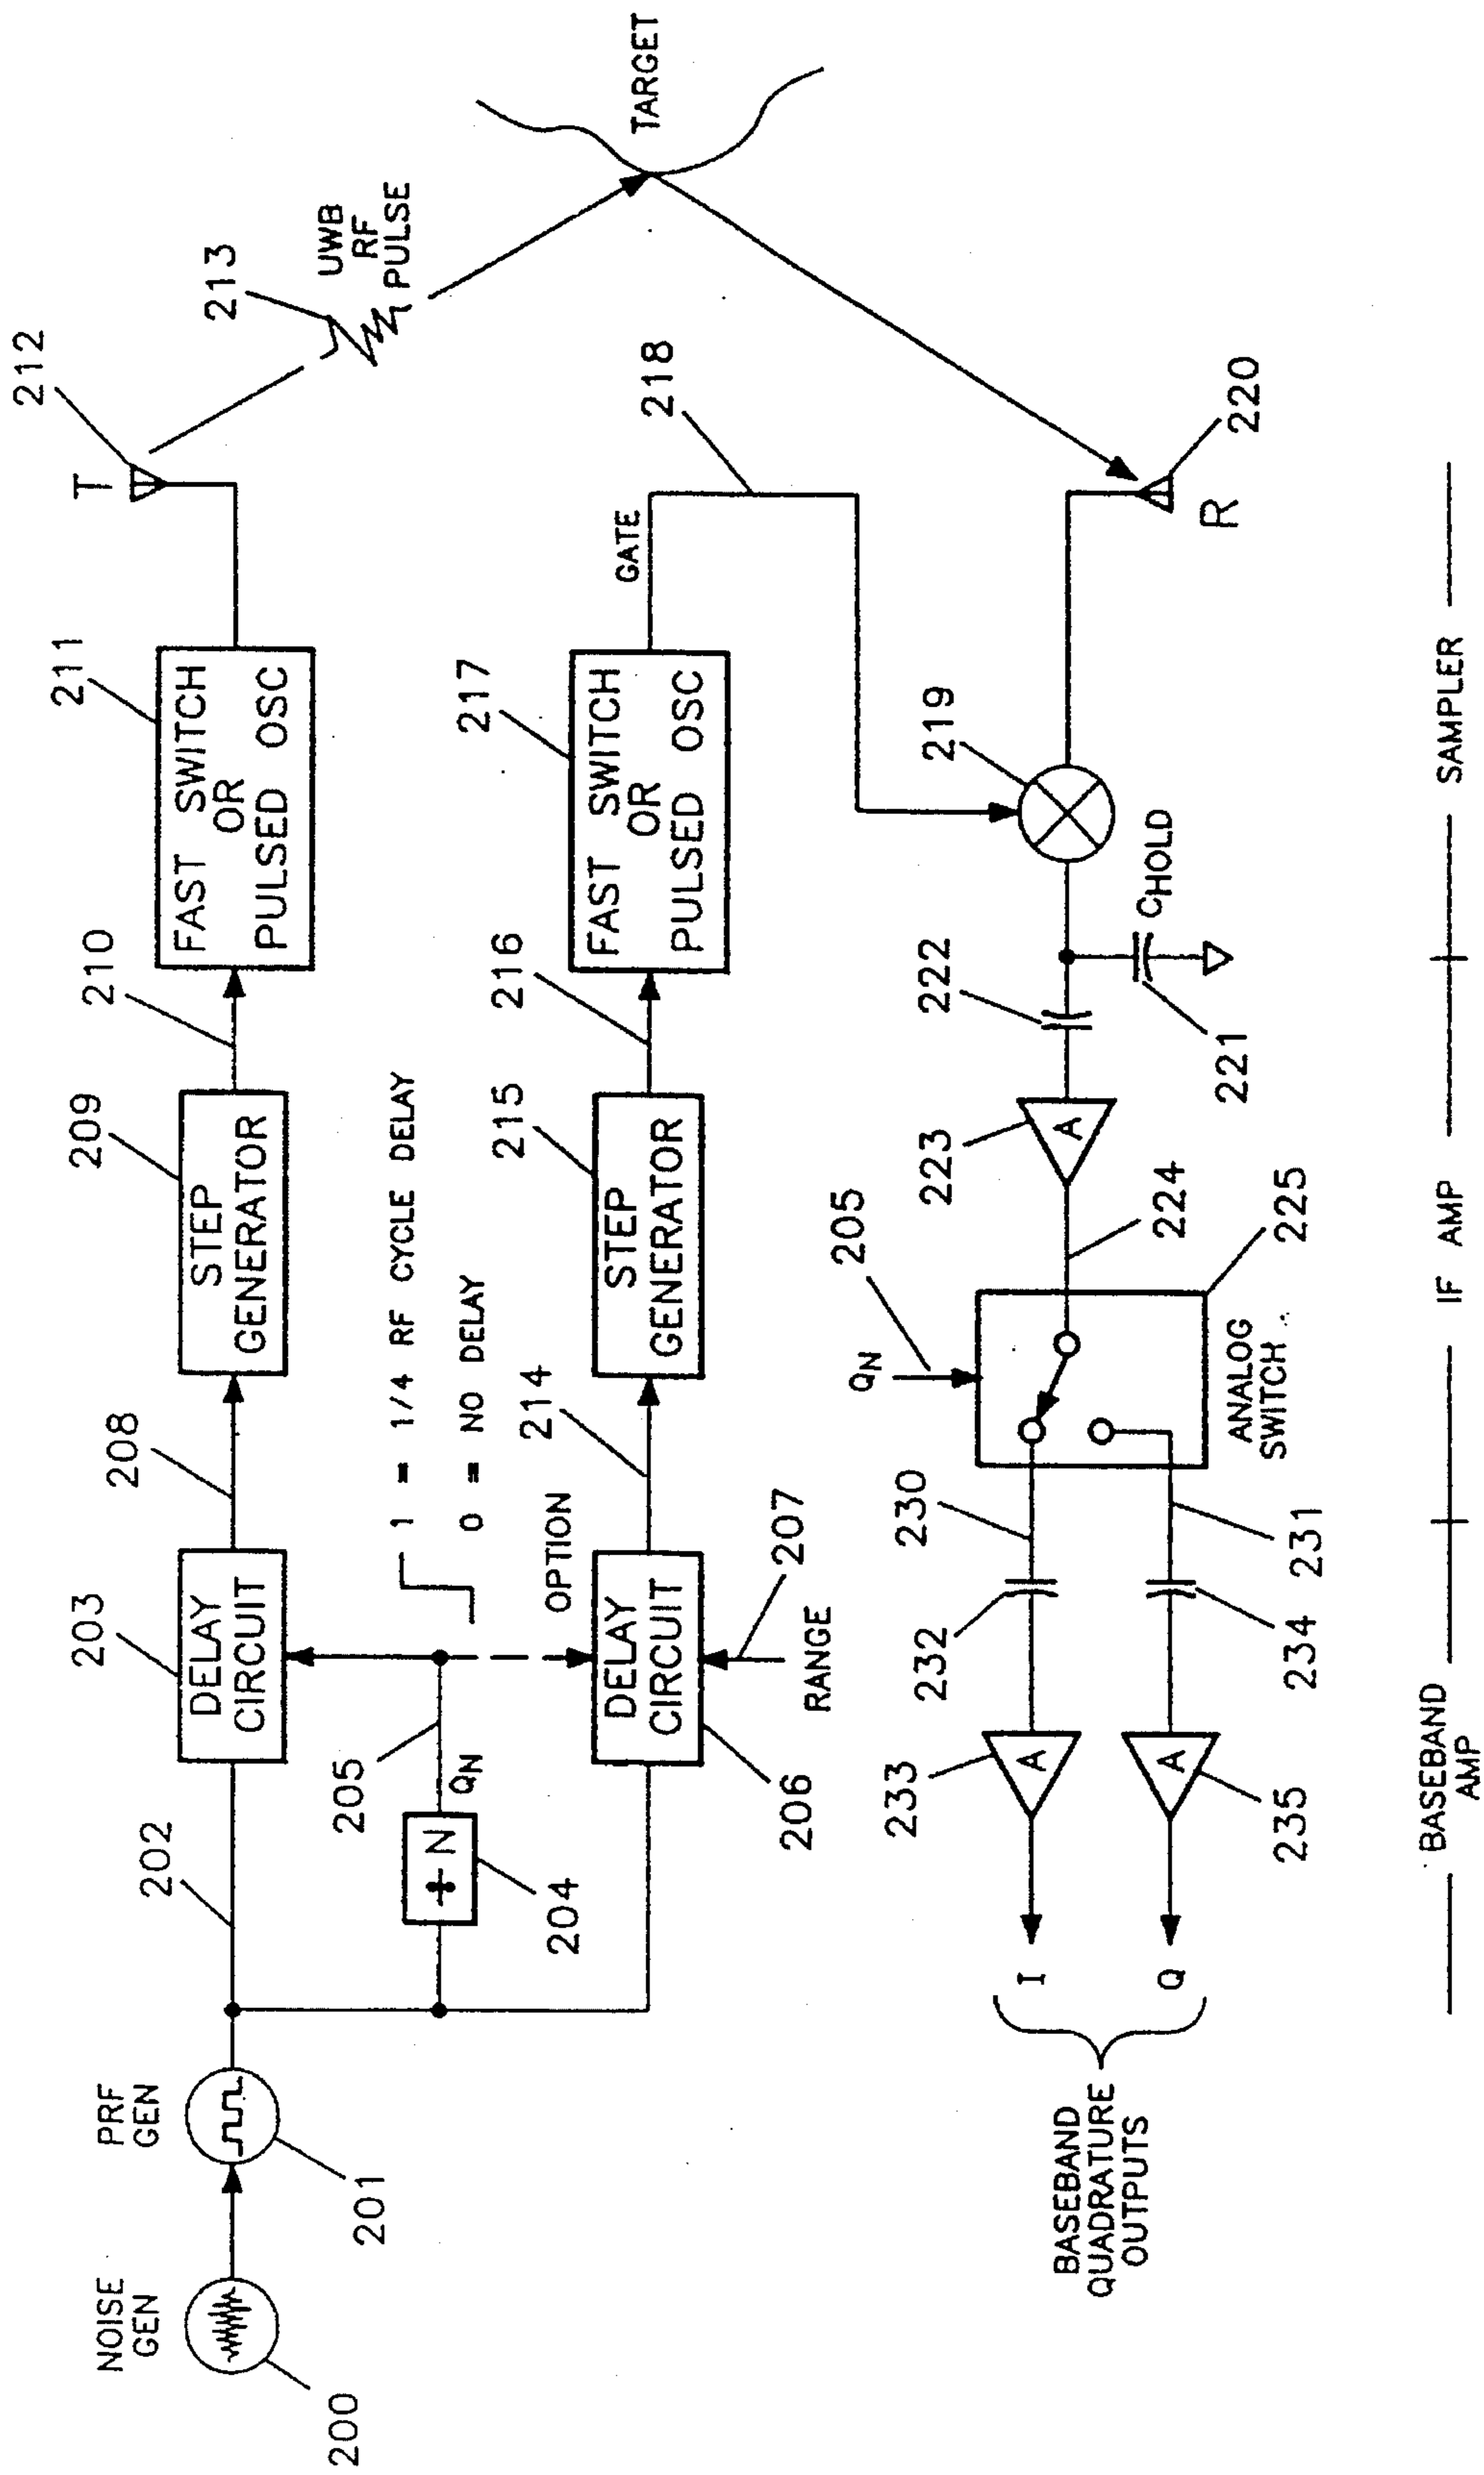 NOISE
GEN
200
PRF
GEN
201
202
DELAY
CIRCUIT
203
208
STEP
GENERATOR
209
210
FAST SWITCH
OR
PULSED OSC
211
T
212
213
UWB
RF
PULSE
TARGET
÷ N
204
205
QN
1 = 1/4 RF CYCLE DELAY
0 = NO DELAY
OPTION
DELAY
CIRCUIT
206
RANGE
207
214
STEP
GENERATOR
215
216
FAST SWITCH
OR
PULSED OSC
217
GATE
218
BASEBAND
QUADRATURE
OUTPUTS
I
Q
A
233
A
235
232
234
230
231
QN
205
ANALOG
SWITCH
225
224
A
223
222
221
CHOLD
219
R
220
BASEBAND
AMP
IF AMP
SAMPLER